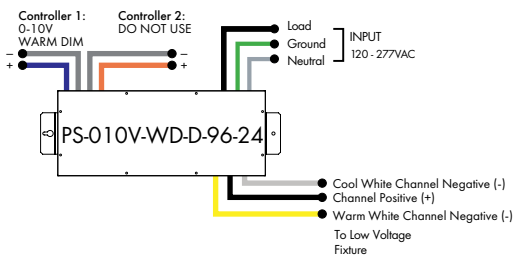 Controller 1:
0-10V
WARM DIM
Controller 2:
DO NOT USE
–
+
–
+
Load
Ground
Neutral
INPUT
120 - 277VAC
PS-010V-WD-D-96-24
Cool White Channel Negative (-)
Channel Positive (+)
Warm White Channel Negative (-)
To Low Voltage
Fixture